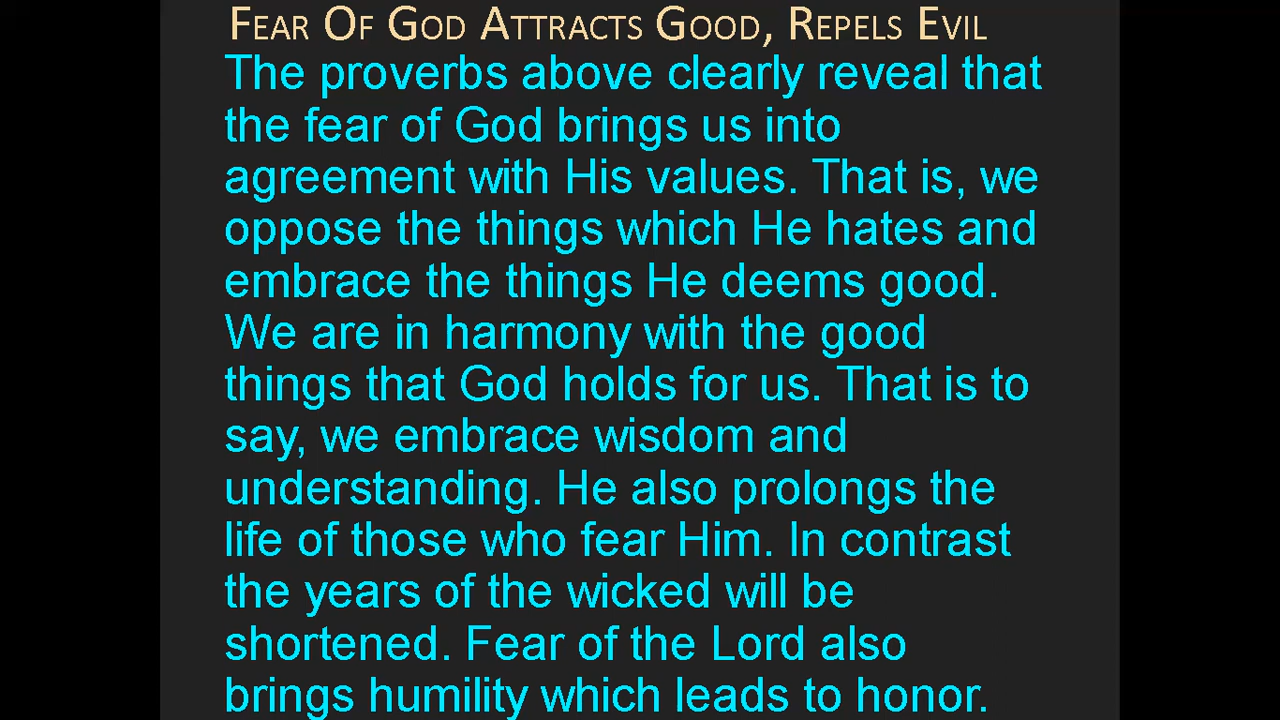 Fear Of God Attracts Good, Repels Evil
The proverbs above clearly reveal that
the fear of God brings us into
agreement with His values. That is, we
oppose the things which He hates and
embrace the things He deems good.
We are in harmony with the good
things that God holds for us. That is to
say, we embrace wisdom and
understanding. He also prolongs the
life of those who fear Him. In contrast
the years of the wicked will be
shortened. Fear of the Lord also
brings humility which leads to honor.